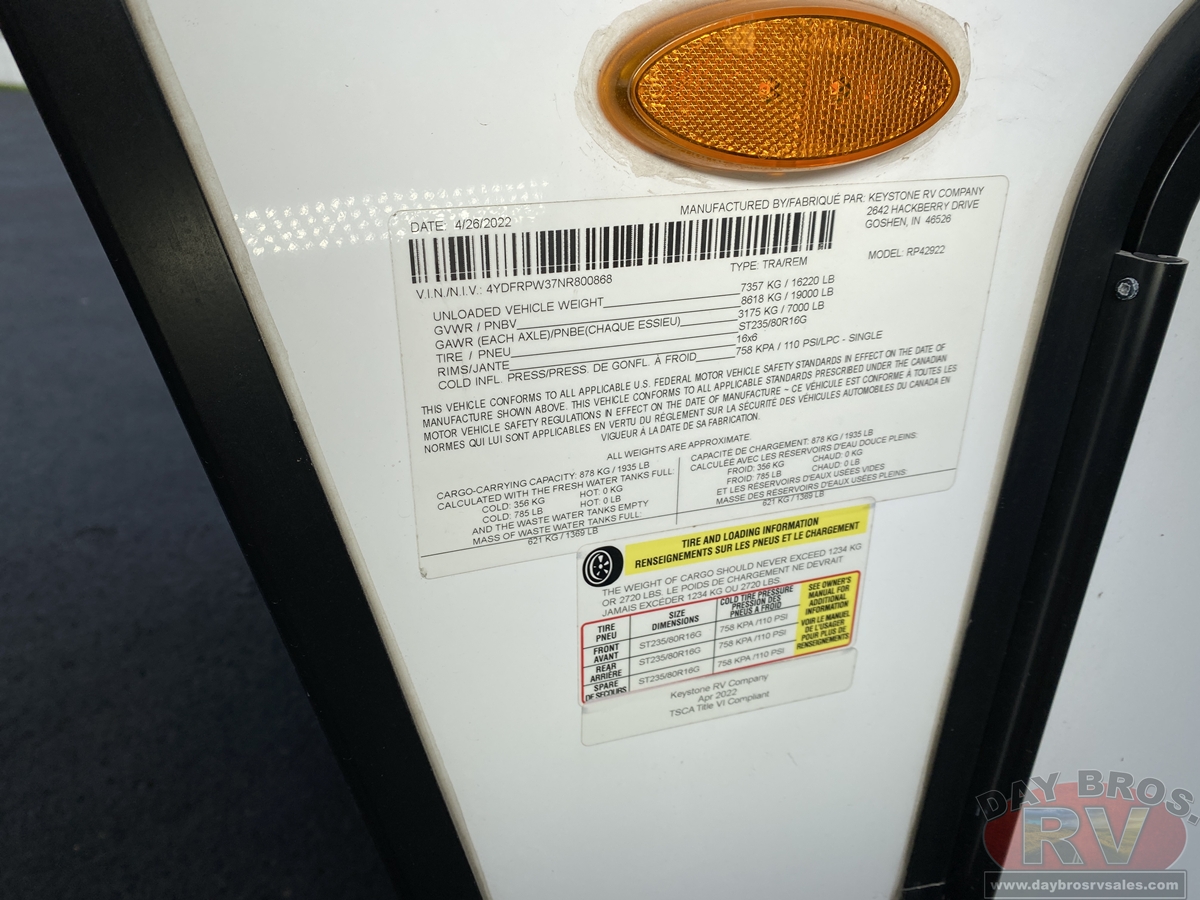 DATE: 4/26/2022
MANUFACTURED BY/FABRIQUÉ PAR: KEYSTONE RV COMPANY
2642 HACKBERRY DRIVE
GOSHEN, IN 46526
V.I.N./N.I.V.: 4YDFRPW37NR800868
TYPE: TRA/REM
MODEL: RP42922
UNLOADED VEHICLE WEIGHT 7357 KG / 16220 LB
GVWR / PNBV 8618 KG / 19000 LB
GAWR (EACH AXLE)/PNBE(CHAQUE ESSIEU) 3175 KG / 7000 LB
TIRE / PNEU ST235/80R16G
RIMS/JANTE 16x6
COLD INFL. PRESS/PRESS. DE GONFL. À FROID 758 KPA / 110 PSI/LPC - SINGLE
THIS VEHICLE CONFORMS TO ALL APPLICABLE U.S. FEDERAL MOTOR VEHICLE SAFETY STANDARDS IN EFFECT ON THE DATE OF
MANUFACTURE SHOWN ABOVE. THIS VEHICLE CONFORMS TO ALL APPLICABLE STANDARDS PRESCRIBED UNDER THE CANADIAN
MOTOR VEHICLE SAFETY REGULATIONS IN EFFECT ON THE DATE OF MANUFACTURE ~ CE VÉHICULE EST CONFORME À TOUTES LES
NORMES QUI LUI SONT APPLICABLES EN VERTU DU RÉGLEMENT SUR LA SÉCURITÉ DES VÉHICULES AUTOMOBILES DU CANADA EN
VIGUEUR À LA DATE DE SA FABRICATION.
ALL WEIGHTS ARE APPROXIMATE.
CARGO-CARRYING CAPACITY: 878 KG / 1935 LB
CALCULATED WITH THE FRESH WATER TANKS FULL:
COLD: 356 KG HOT: 0 KG
COLD: 785 LB HOT: 0 LB
AND THE WASTE WATER TANKS EMPTY
MASS OF WASTE WATER TANKS FULL:
621 KG / 1369 LB
CAPACITÉ DE CHARGEMENT: 878 KG / 1935 LB
CALCULÉE AVEC LES RÉSERVOIRS D'EAU DOUCE PLEINS:
FROID: 356 KG CHAUD: 0 KG
FROID: 785 LB CHAUD: 0 LB
ET LES RÉSERVOIRS D'EAUX USÉES VIDES
MASSE DES RÉSERVOIRS D'EAUX USÉES PLEINS:
621 KG / 1369 LB
TIRE AND LOADING INFORMATION
RENSEIGNEMENTS SUR LES PNEUS ET LE CHARGEMENT
THE WEIGHT OF CARGO SHOULD NEVER EXCEED 1234 KG
OR 2720 LBS. LE POIDS DE CHARGEMENT NE DEVRAIT
JAMAIS EXCÉDER 1234 KG OU 2720 LBS.
TIRE
PNEU
SIZE
DIMENSIONS
COLD TIRE PRESSURE
PRESSION DES
PNEUS A FROID
FRONT
AVANT
ST235/80R16G
758 KPA /110 PSI
REAR
ARRIÈRE
ST235/80R16G
758 KPA /110 PSI
SPARE
DE SECOURS
ST235/80R16G
758 KPA /110 PSI
SEE OWNER'S
MANUAL FOR
ADDITIONAL
INFORMATION
VOIR LE MANUEL
DE L'USAGER
POUR PLUS DE
RENSEIGNEMENTS
Keystone RV Company
Apr 2022
TSCA Title VI Compliant
DAY BROS.
RV
www.daybrosrvsales.com